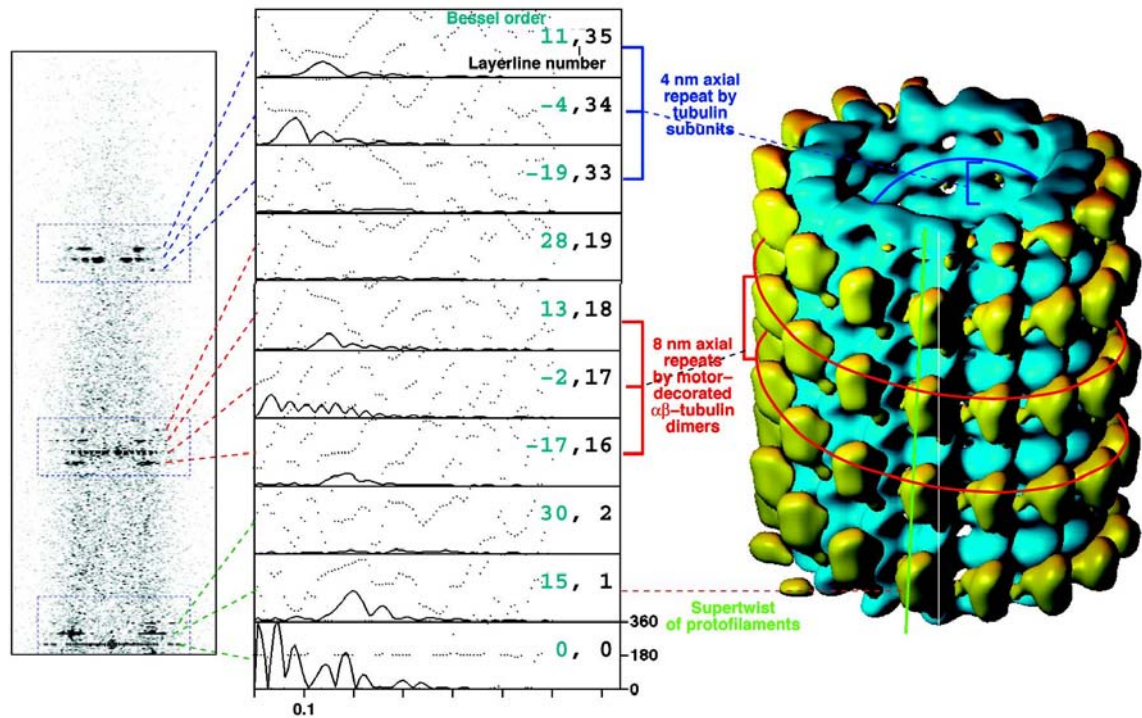 Bessel order
11,35
Layerline number
-4,34
-19,33
28,19
13,18
-2,17
-17,16
30, 2
15, 1
0, 0
360
180
0
0.1
4 nm axial
repeat by
tubulin
subunits
8 nm axial
repeats
by motor–
decorated
αβ–tubulin
dimers
Supertwist
of protofilaments